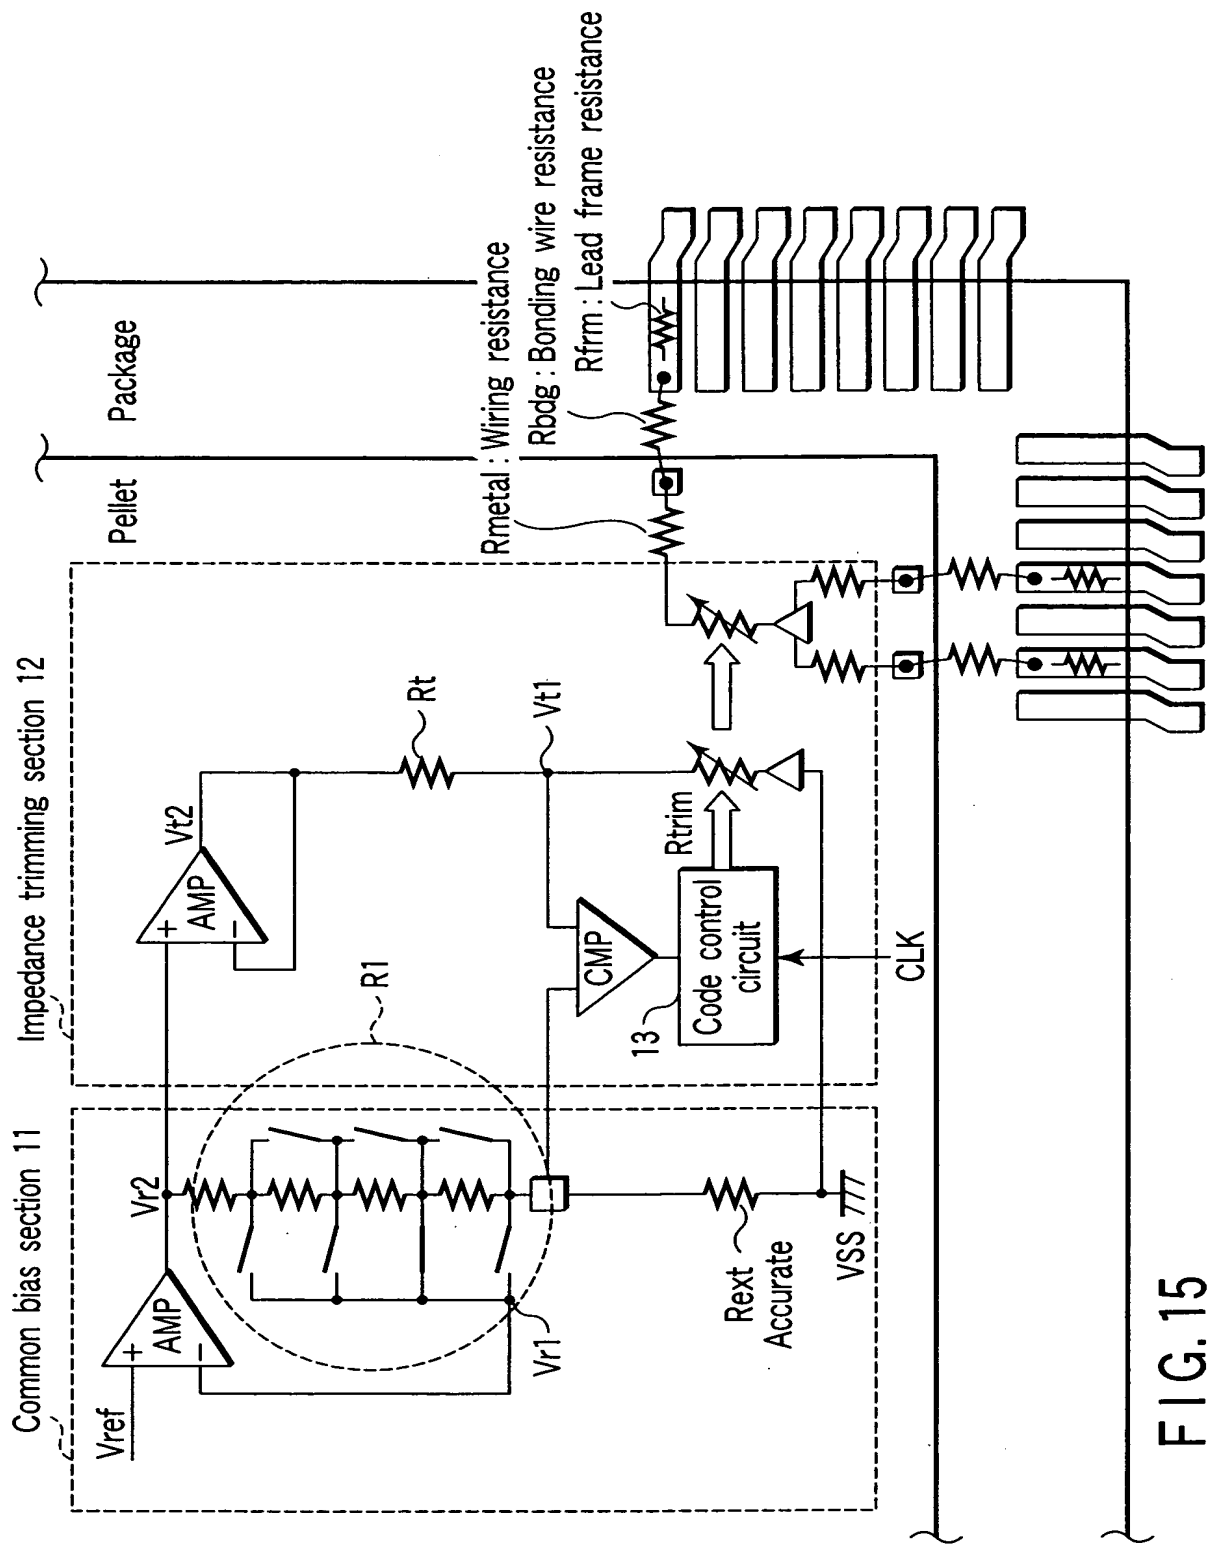 Common bias section 11
Impedance trimming section 12
Pellet
Package
Vref
+
−
AMP
Vr2
+
−
AMP
Vt2
R1
Rt
Vr1
Vt1
CMP
13
Code control
circuit
Rtrim
CLK
Rext
Accurate
VSS
Rmetal : Wiring resistance
Rbdg : Bonding wire resistance
Rfrm : Lead frame resistance
FIG. 15